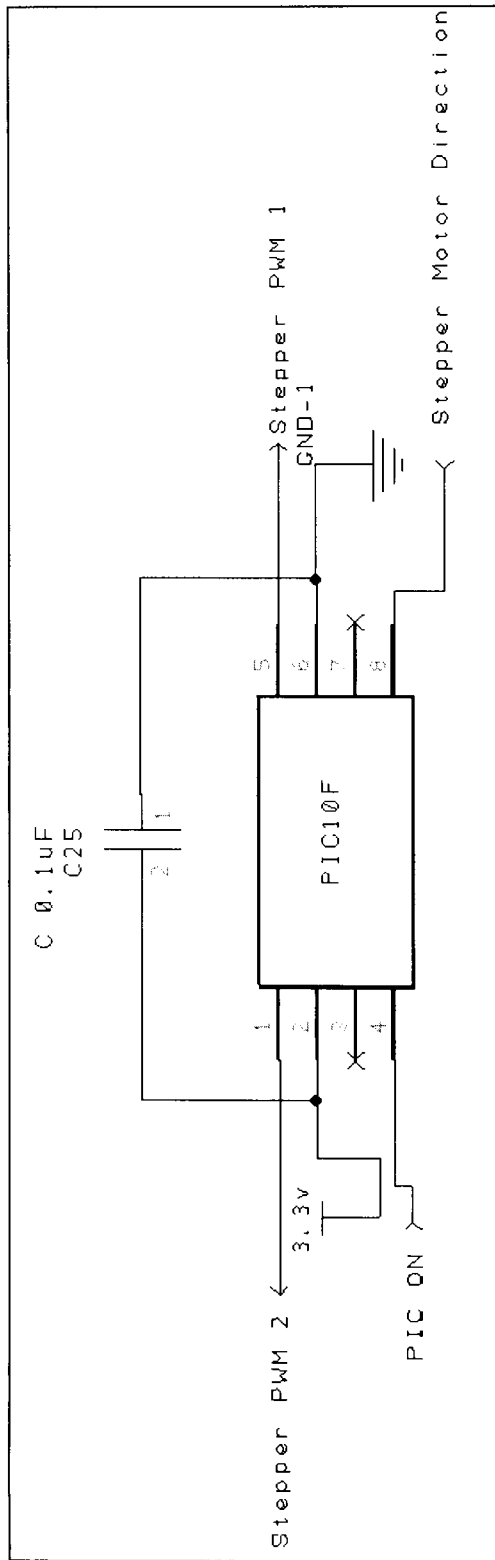 C 0.1uF
C25
2 1
Stepper PWM 2
3.3v
PIC ON
1
2
3
4
PIC10F
5
6
7
8
Stepper PWM 1
GND-1
Stepper Motor Direction